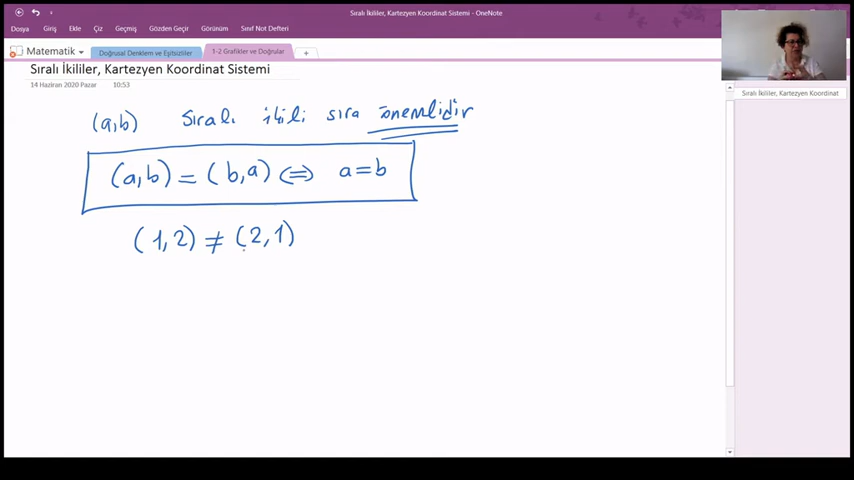 Sıralı İkililer, Kartezyen Koordinat Sistemi - OneNote
Dosya Giriş Ekle Çiz Geçmiş Gözden Geçir Görünüm Sınıf Not Defteri
Matematik Doğrusal Denklem ve Eşitsizlikler 1-2 Grafikler ve Doğrular +
Sıralı İkililer, Kartezyen Koordinat Sistemi
14 Haziran 2020 Pazar 10:53
Sıralı İkililer, Kartezyen Koordinat
(a,b) Sıralı ikili sıra önemlidir
(a,b) = (b,a) ⇔ a=b
(1,2) ≠ (2,1)